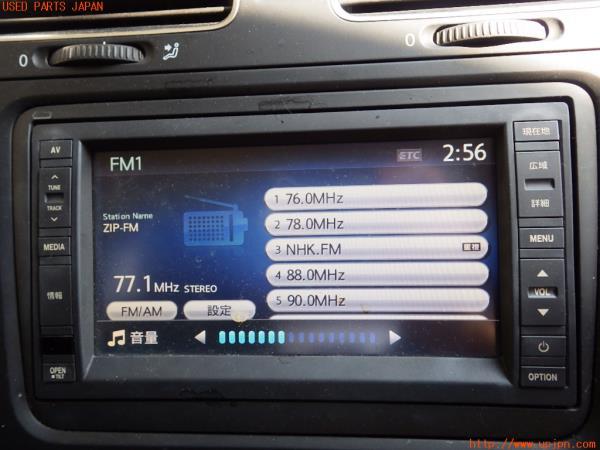 USED PARTS JAPAN
0
0
AV
TUNE
TRACK
MEDIA
情報
OPEN
TILT
FM1
ETC 2:56
Station Name
ZIP-FM
77.1 MHz STEREO
FM/AM 設定
1 76.0MHz
2 78.0MHz
3 NHK.FM
4 88.0MHz
5 90.0MHz
音量
現在地
広域
詳細
MENU
VOL
OPTION
http://www.upjpn.com